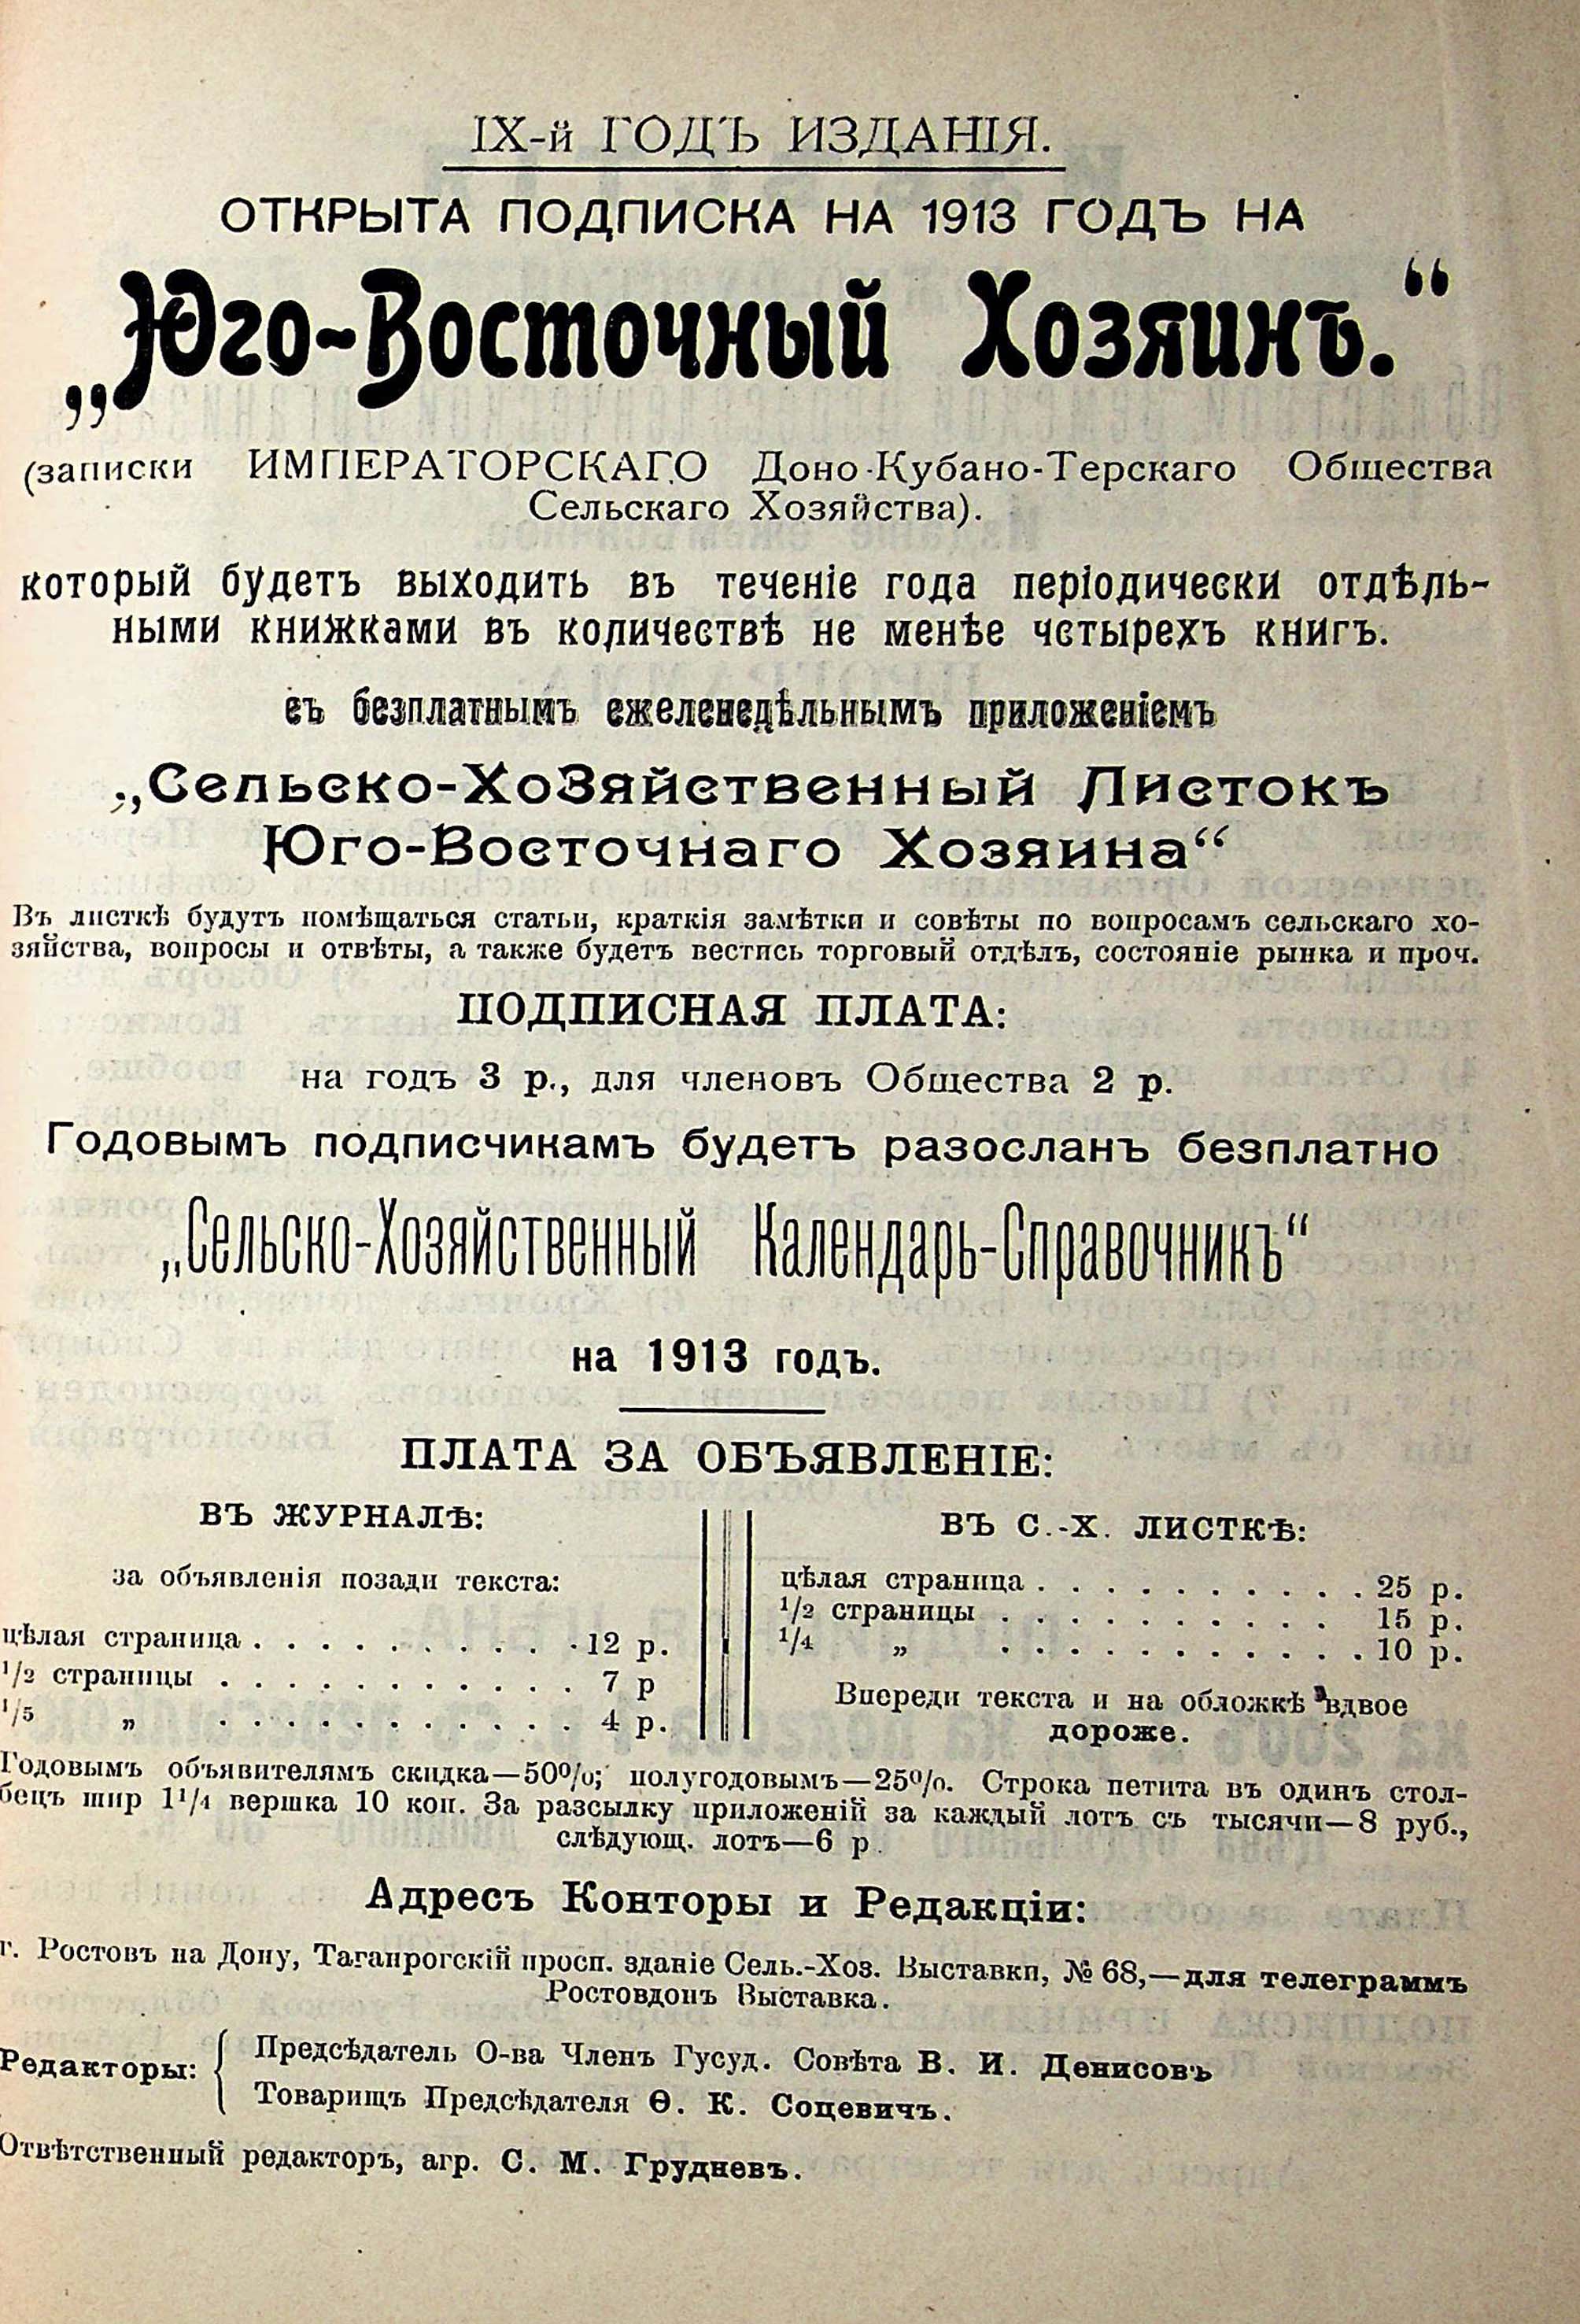 IX-й ГОДЪ ИЗДАНІЯ.
ОТКРЫТА ПОДПИСКА НА 1913 ГОДЪ НА
„Юго-Восточный Хозяинъ.“
(записки ИМПЕРАТОРСКАГО Доно-Кубано-Терскаго Общества
Сельскаго Хозяйства).
который будетъ выходить въ теченіе года періодически отдѣль-
ными книжками въ количествѣ не менѣе четырехъ книгъ.
съ безплатнымъ ежеленедѣльнымъ приложеніемъ
„Сельско-Хозяйственный Листокъ
Юго-Восточнаго Хозяина“
Въ листкѣ будутъ помѣщаться статьи, краткія замѣтки и совѣты по вопросамъ сельскаго хо-
зяйства, вопросы и отвѣты, а также будетъ вестись торговый отдѣлъ, состояніе рынка и проч.
ПОДПИСНАЯ ПЛАТА:
на годъ 3 р., для членовъ Общества 2 р.
Годовымъ подписчикамъ будетъ разосланъ безплатно
„Сельско-Хозяйственный Календарь-Справочникъ“
на 1913 годъ.
ПЛАТА ЗА ОБЪЯВЛЕНІЕ:
ВЪ ЖУРНАЛѢ:
за объявленія позади текста:
цѣлая страница . . . . . . . . . . 12 р.
1/2 страницы . . . . . . . . . . . 7 р
1/5 „ . . . . . . . . . . . 4 р.
ВЪ С.-Х. ЛИСТКѢ:
цѣлая страница . . . . . . . . . . 25 р.
1/2 страницы . . . . . . . . . . 15 р.
1/4 „ . . . . . . . . . . . 10 р.
Впереди текста и на обложкѣ вдвое
дороже.
Годовымъ объявителямъ скидка—50%; полугодовымъ—25%. Строка петита въ одинъ стол-
бецъ шир 1¼ вершка 10 коп. За разсылку приложеній за каждый лотъ съ тысячи—8 руб.,
слѣдующ. лотъ—6 р.
Адресъ Конторы и Редакціи:
г. Ростовъ на Дону, Таганрогскій просп. зданіе Сель.-Хоз. Выставки, № 68,—для телеграммъ
Ростовдонъ Выставка.
Редакторы:
Предсѣдатель О-ва Членъ Гусуд. Совѣта В. И. Денисовъ
Товарищъ Предсѣдателя Ѳ. К. Соцевичъ.
Отвѣтственный редакторъ, агр. С. М. Грудневъ.